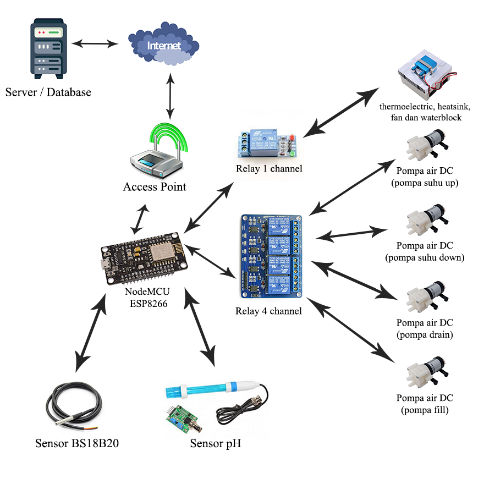 Internet
Server / Database
thermoelectric, heatsink,
fan dan waterblock
Access Point
Relay 1 channel
Pompa air DC
(pompa suhu up)
Pompa air DC
(pompa suhu down)
NodeMCU
ESP8266
Relay 4 channel
Pompa air DC
(pompa drain)
Pompa air DC
(pompa fill)
Sensor BS18B20
Sensor pH